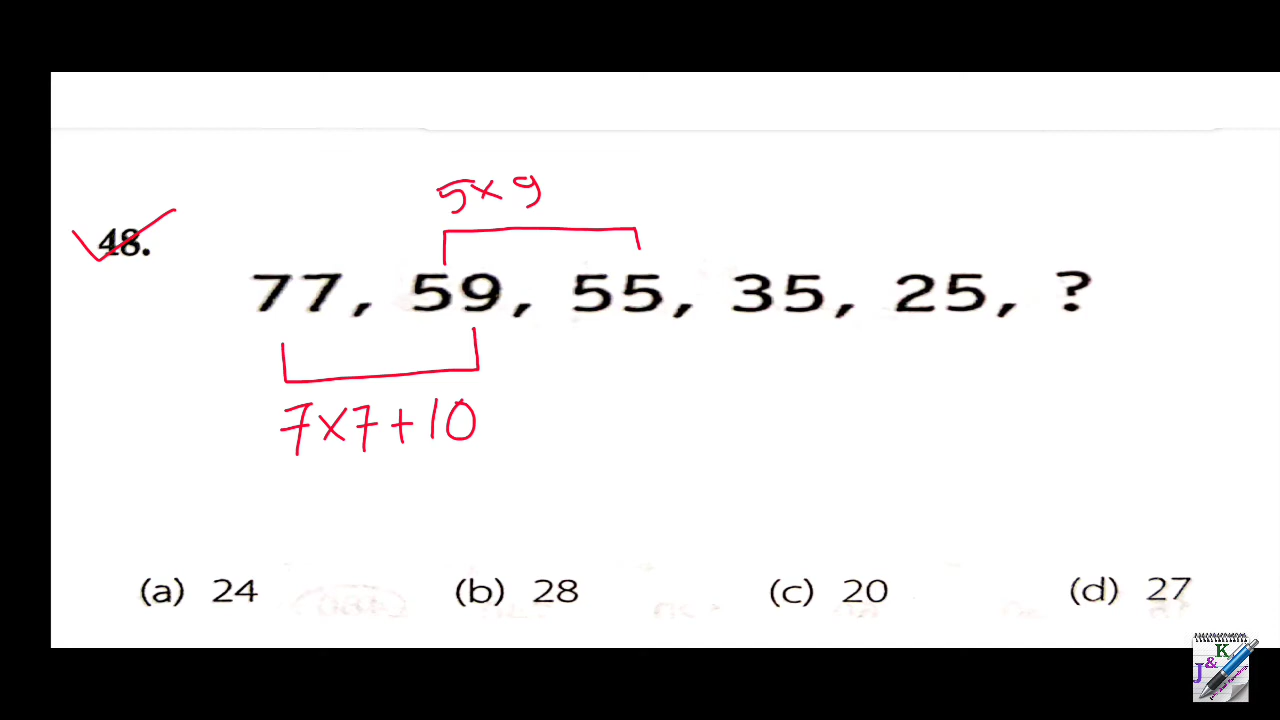 5×9
48.
77, 59, 55, 35, 25, ?
7×7+10
(a) 24 (b) 28 (c) 20 (d) 27
J&K